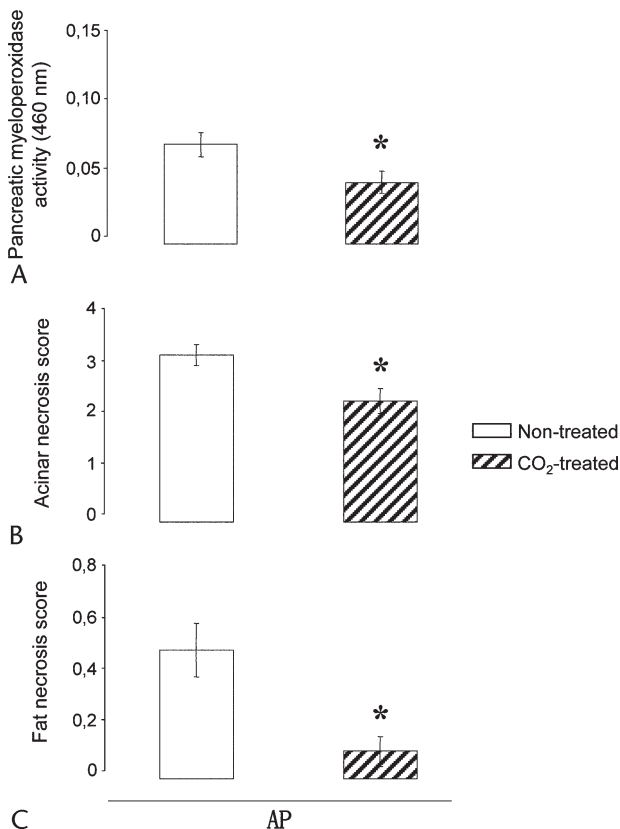 Pancreatic myeloperoxidase
activity (460 nm)
0,15
0,10
0,05
0
*
A
Acinar necrosis score
4
3
2
1
0
*
B
Non-treated
CO₂-treated
Fat necrosis score
0,8
0,6
0,4
0,2
0
*
C
AP